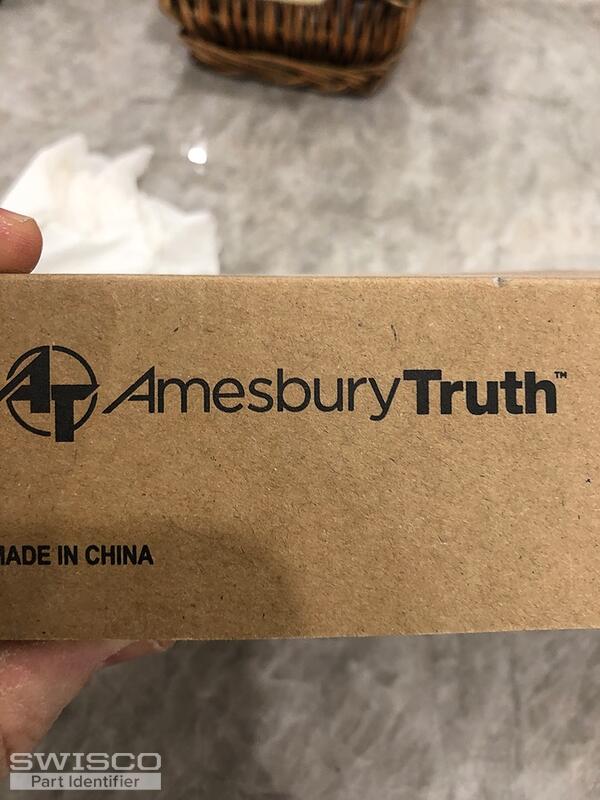 AT AmesburyTruth™
MADE IN CHINA
SWISCO
Part Identifier